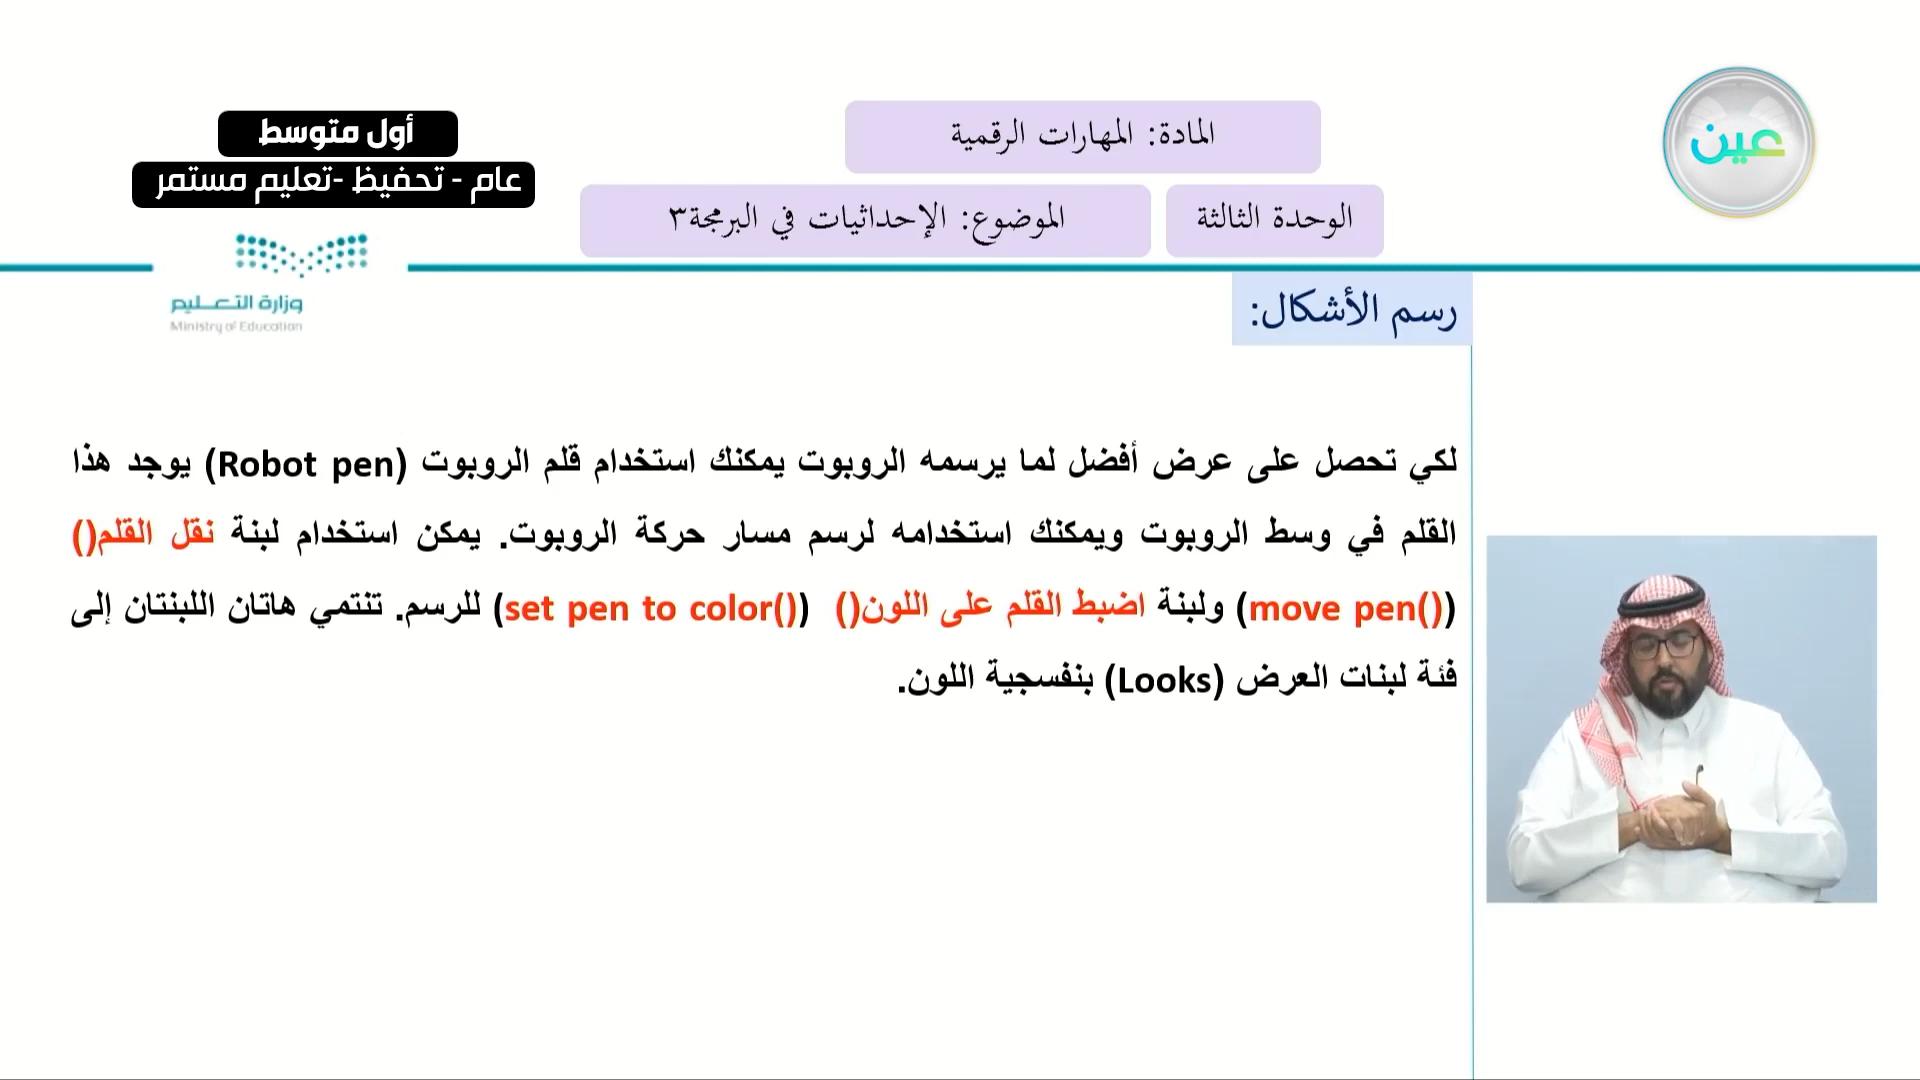 أول متوسط
عام - تحفيظ -تعليم مستمر
المادة: المهارات الرقمية
الوحدة الثالثة
الموضوع: الإحداثيات في البرمجة٣
عين
وزارة التعليم
Ministry of Education
رسم الأشكال:
لكي تحصل على عرض أفضل لما يرسمه الروبوت يمكنك استخدام قلم الروبوت (Robot pen) يوجد هذا
القلم في وسط الروبوت ويمكنك استخدامه لرسم مسار حركة الروبوت. يمكن استخدام لبنة نقل القلم()
(move pen()) ولبنة اضبط القلم على اللون() (set pen to color()) للرسم. تنتمي هاتان اللبنتان إلى
فئة لبنات العرض (Looks) بنفسجية اللون.